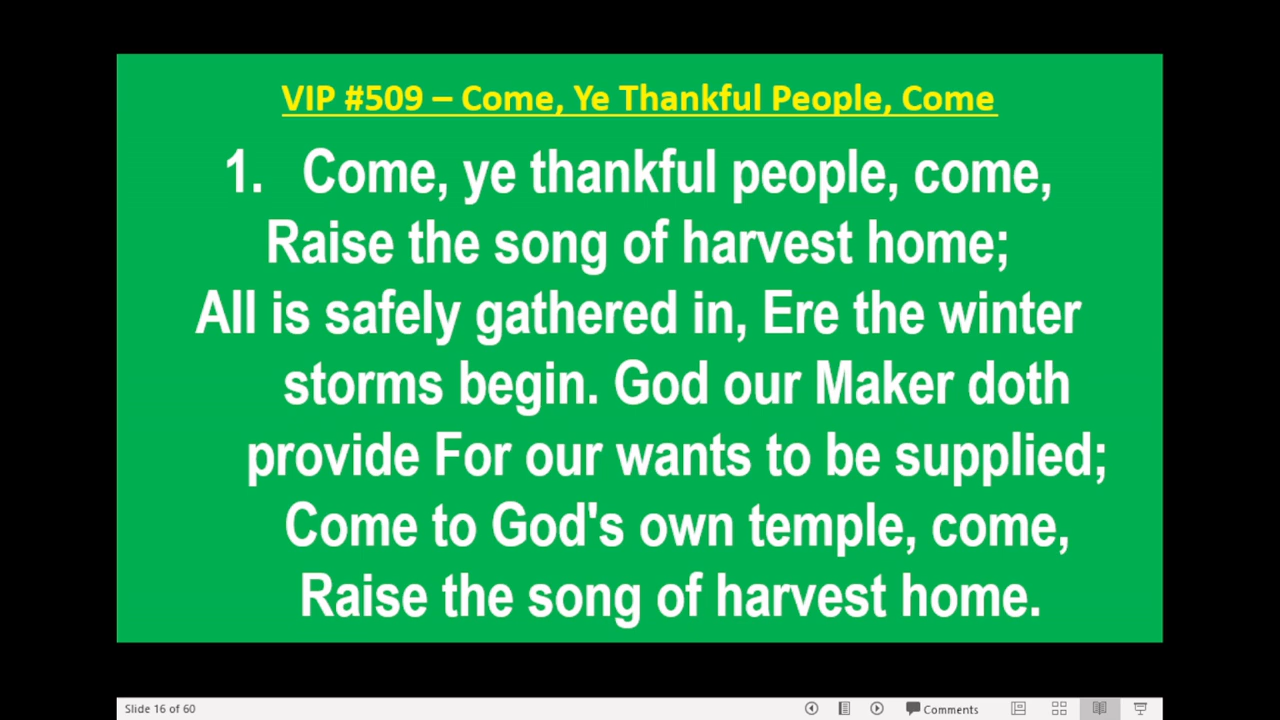 VIP #509 – Come, Ye Thankful People, Come
1. Come, ye thankful people, come,
Raise the song of harvest home;
All is safely gathered in, Ere the winter
storms begin. God our Maker doth
provide For our wants to be supplied;
Come to God's own temple, come,
Raise the song of harvest home.
Slide 16 of 60
Comments